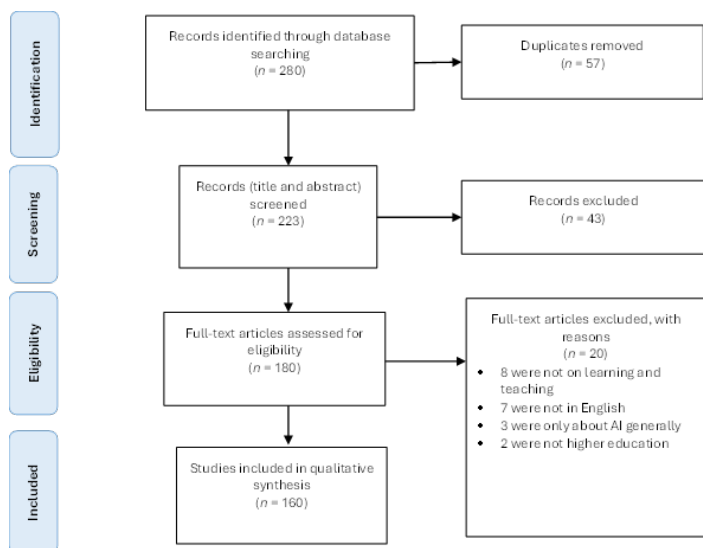 Identification
Records identified through database
searching
(n = 280)
Duplicates removed
(n = 57)
Screening
Records (title and abstract)
screened
(n = 223)
Records excluded
(n = 43)
Eligibility
Full-text articles assessed for
eligibility
(n = 180)
Full-text articles excluded, with
reasons
(n = 20)
• 8 were not on learning and
teaching
• 7 were not in English
• 3 were only about AI generally
• 2 were not higher education
Included
Studies included in qualitative
synthesis
(n = 160)